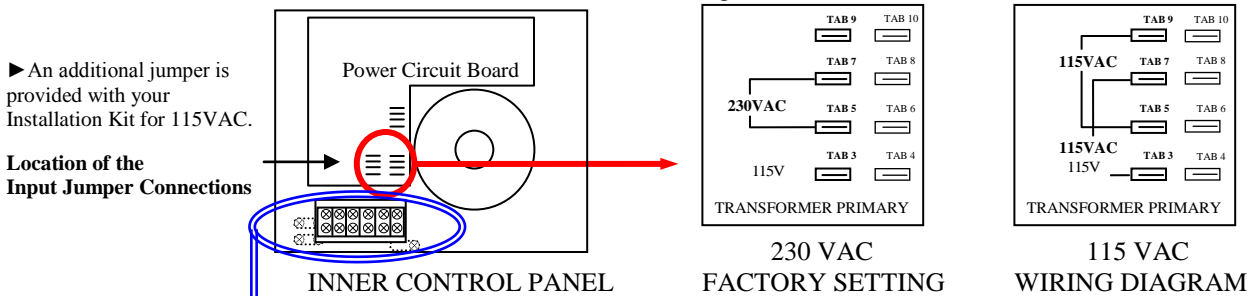 ►An additional jumper is
provided with your
Installation Kit for 115VAC.
Location of the
Input Jumper Connections
Power Circuit Board
INNER CONTROL PANEL
TAB 9 TAB 10
TAB 7 TAB 8
230VAC
TAB 5 TAB 6
TAB 3 TAB 4
115V
TRANSFORMER PRIMARY
230 VAC
FACTORY SETTING
TAB 9 TAB 10
115VAC TAB 7 TAB 8
TAB 5 TAB 6
115VAC
115V TAB 3 TAB 4
TRANSFORMER PRIMARY
115 VAC
WIRING DIAGRAM